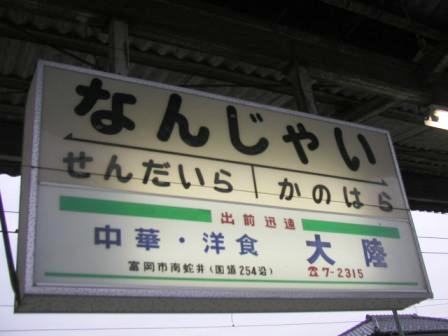 なんじゃい
せんだいら かのはら
出前迅速
中華・洋食 大陸
富岡市南蛇井(国道254沿) ☎7-2315